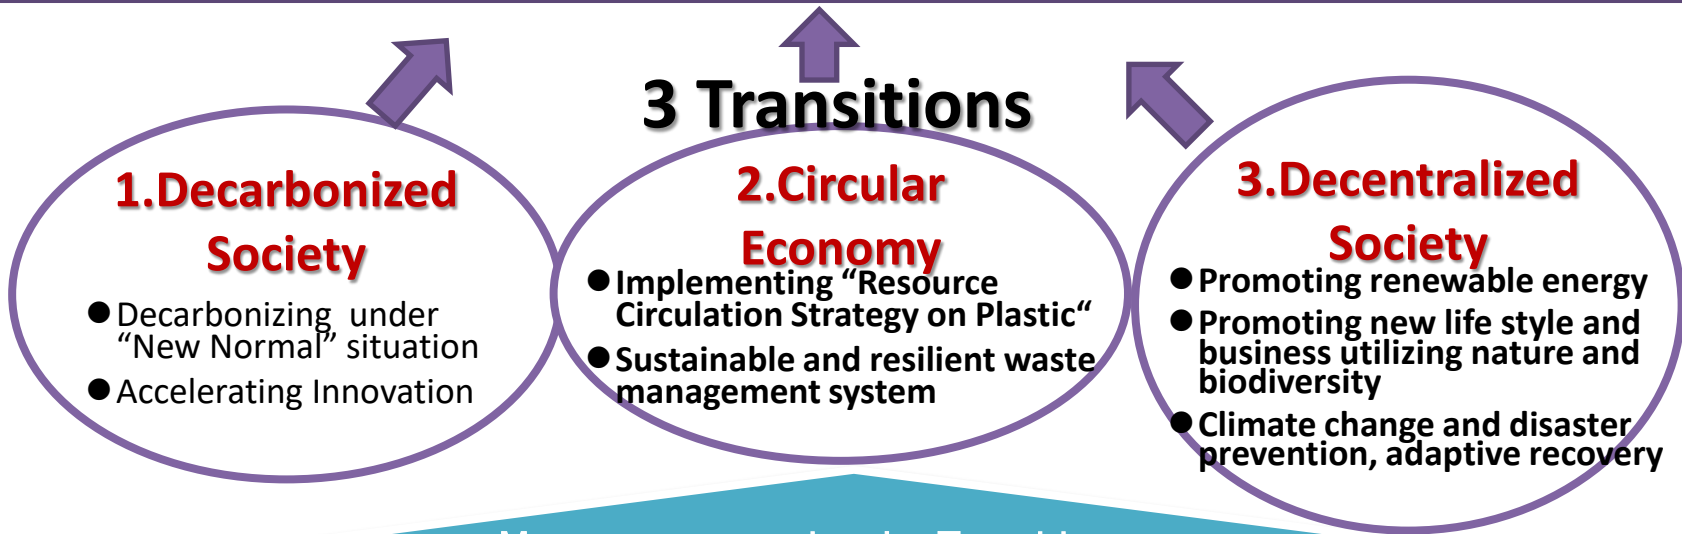 3 Transitions
1.Decarbonized
Society
●Decarbonizing under
“New Normal” situation
●Accelerating Innovation
2.Circular
Economy
●Implementing “Resource
Circulation Strategy on Plastic“
●Sustainable and resilient waste
management system
3.Decentralized
Society
●Promoting renewable energy
●Promoting new life style and
business utilizing nature and
biodiversity
●Climate change and disaster
prevention, adaptive recovery